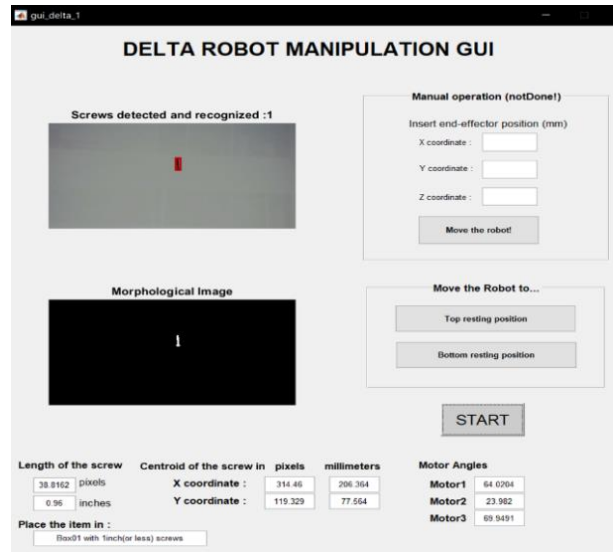 gui_delta_1
DELTA ROBOT MANIPULATION GUI
Screws detected and recognized :1
Manual operation (notDone!)
Insert end-effector position (mm)
X coordinate :
Y coordinate :
Z coordinate :
Move the robot!
Morphological Image
Move the Robot to...
Top resting position
Bottom resting position
START
Length of the screw
38.8162 pixels
0.96 inches
Centroid of the screw in pixels millimeters
X coordinate : 314.46 206.364
Y coordinate : 119.329 77.564
Motor Angles
Motor1 64.0204
Motor2 23.982
Motor3 69.9491
Place the item in :
Box01 with 1inch(or less) screws